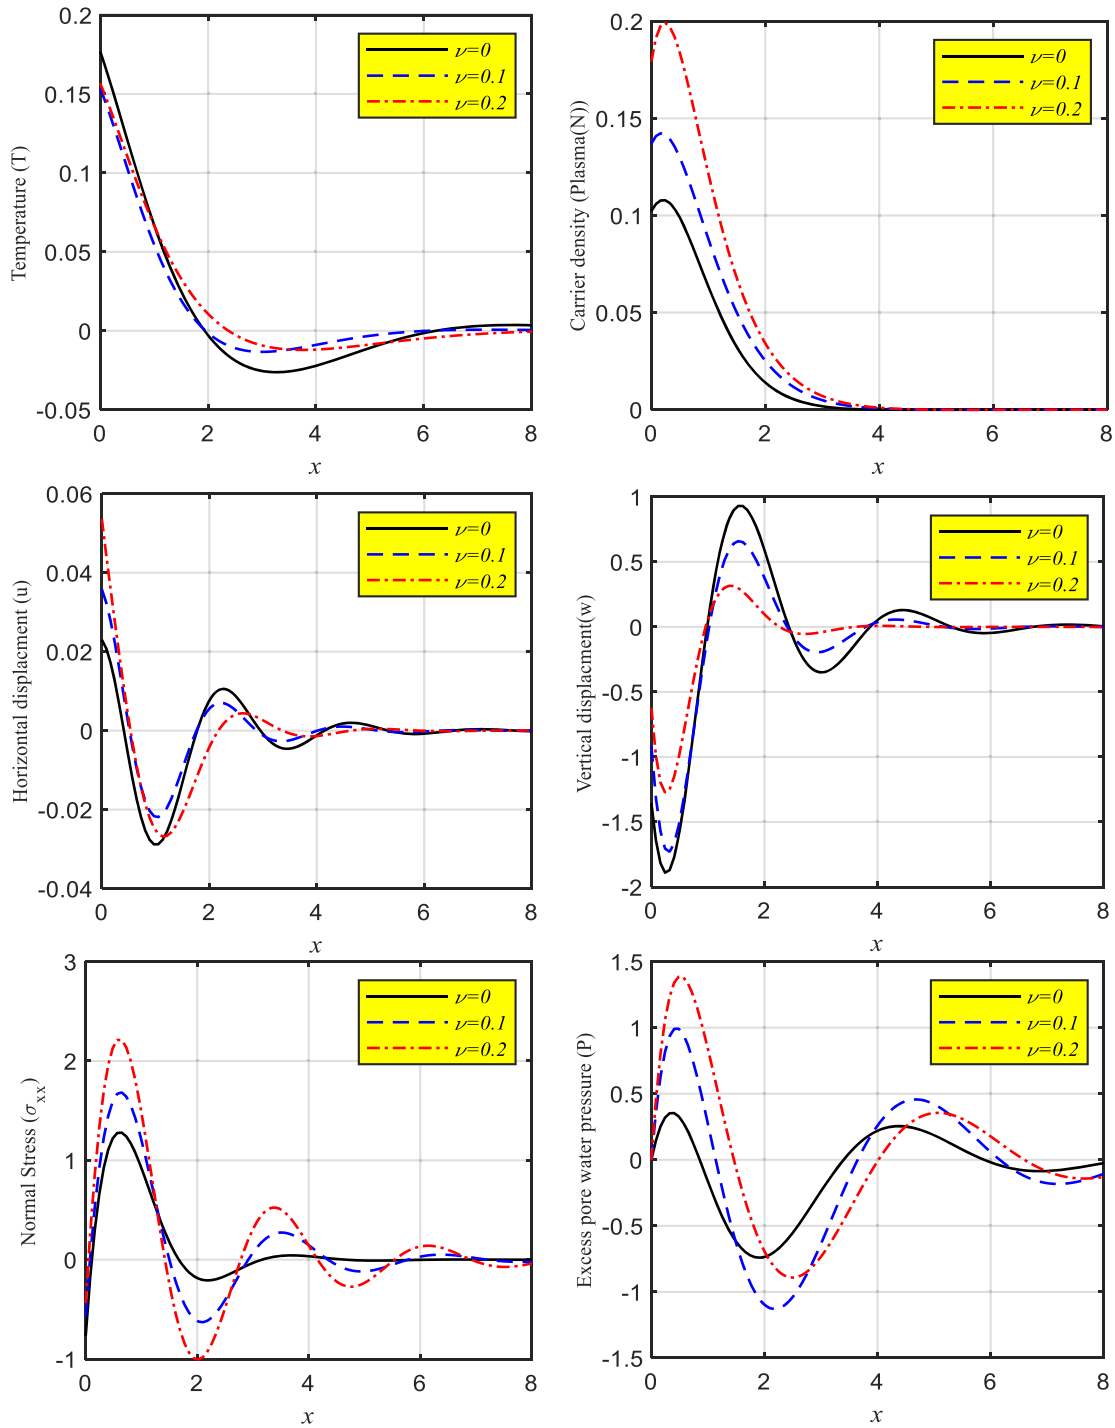 0.2
0.15
0.1
0.05
0
-0.05
Temperature (T)
ν=0
ν=0.1
ν=0.2
0 2 4 6 8
x
0.2
0.15
0.1
0.05
0
Carrier density (Plasma(N))
ν=0
ν=0.1
ν=0.2
0 2 4 6 8
x
0.06
0.04
0.02
0
-0.02
-0.04
Horizontal displacment (u)
ν=0
ν=0.1
ν=0.2
0 2 4 6 8
x
1
0.5
0
-0.5
-1
-1.5
-2
Vertical displacment(w)
ν=0
ν=0.1
ν=0.2
0 2 4 6 8
x
3
2
1
0
-1
Normal Stress (σxx)
ν=0
ν=0.1
ν=0.2
0 2 4 6 8
x
1.5
1
0.5
0
-0.5
-1
-1.5
Excess pore water pressure (P)
ν=0
ν=0.1
ν=0.2
0 2 4 6 8
x